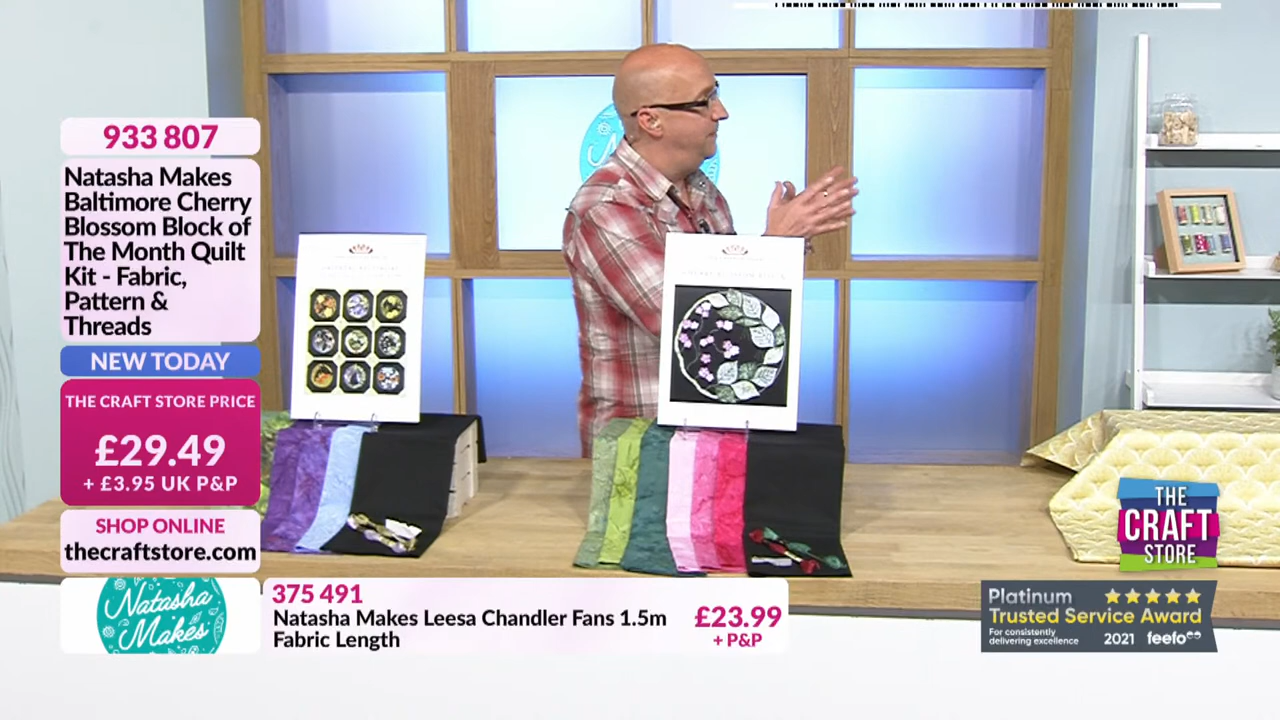 933 807
Natasha Makes
Baltimore Cherry
Blossom Block of
The Month Quilt
Kit - Fabric,
Pattern &
Threads
NEW TODAY
THE CRAFT STORE PRICE
£29.49
+ £3.95 UK P&P
SHOP ONLINE
thecraftstore.com
Natasha
Makes
375 491
Natasha Makes Leesa Chandler Fans 1.5m
Fabric Length
£23.99
+ P&P
THE
CRAFT
STORE
Platinum
Trusted Service Award
For consistently
delivering excellence
2021 feefo